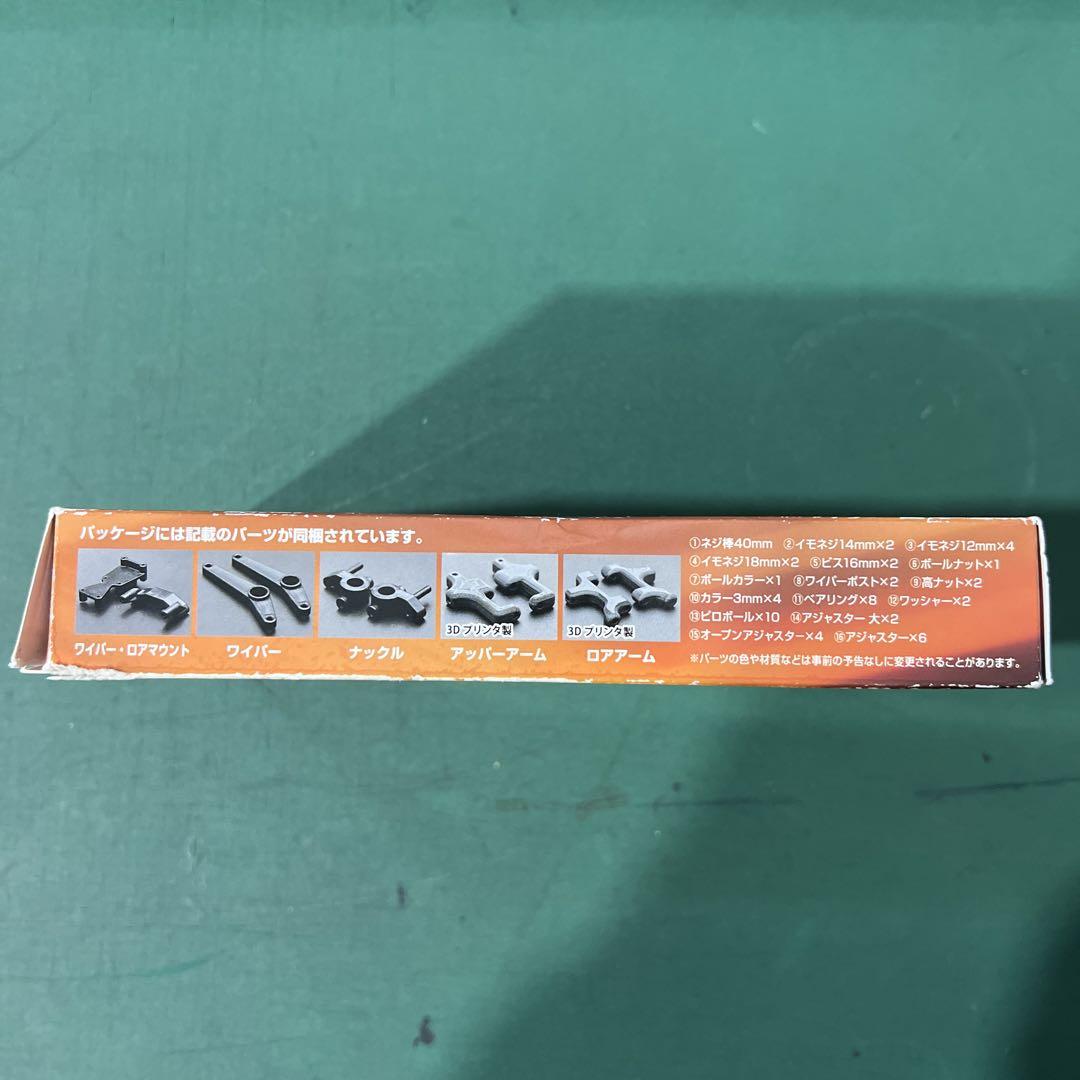 パッケージには記載のパーツが同梱されています。
3Dプリンタ製
3Dプリンタ製
ワイパー・ロアマウント
ワイパー
ナックル
アッパーアーム
ロアアーム
①ネジ棒40mm ②イモネジ14mm×2 ③イモネジ12mm×4
④イモネジ18mm×2 ⑤ビス16mm×2 ⑥ボールナット×1
⑦ボールカラー×1 ⑧ワイパーポスト×2 ⑨高ナット×2
⑩カラー3mm×4 ⑪ベアリング×8 ⑫ワッシャー×2
⑬ピロボール×10 ⑭アジャスター 大×2
⑮オープンアジャスター×4 ⑯アジャスター×6
※パーツの色や材質などは事前の予告なしに変更されることがあります。